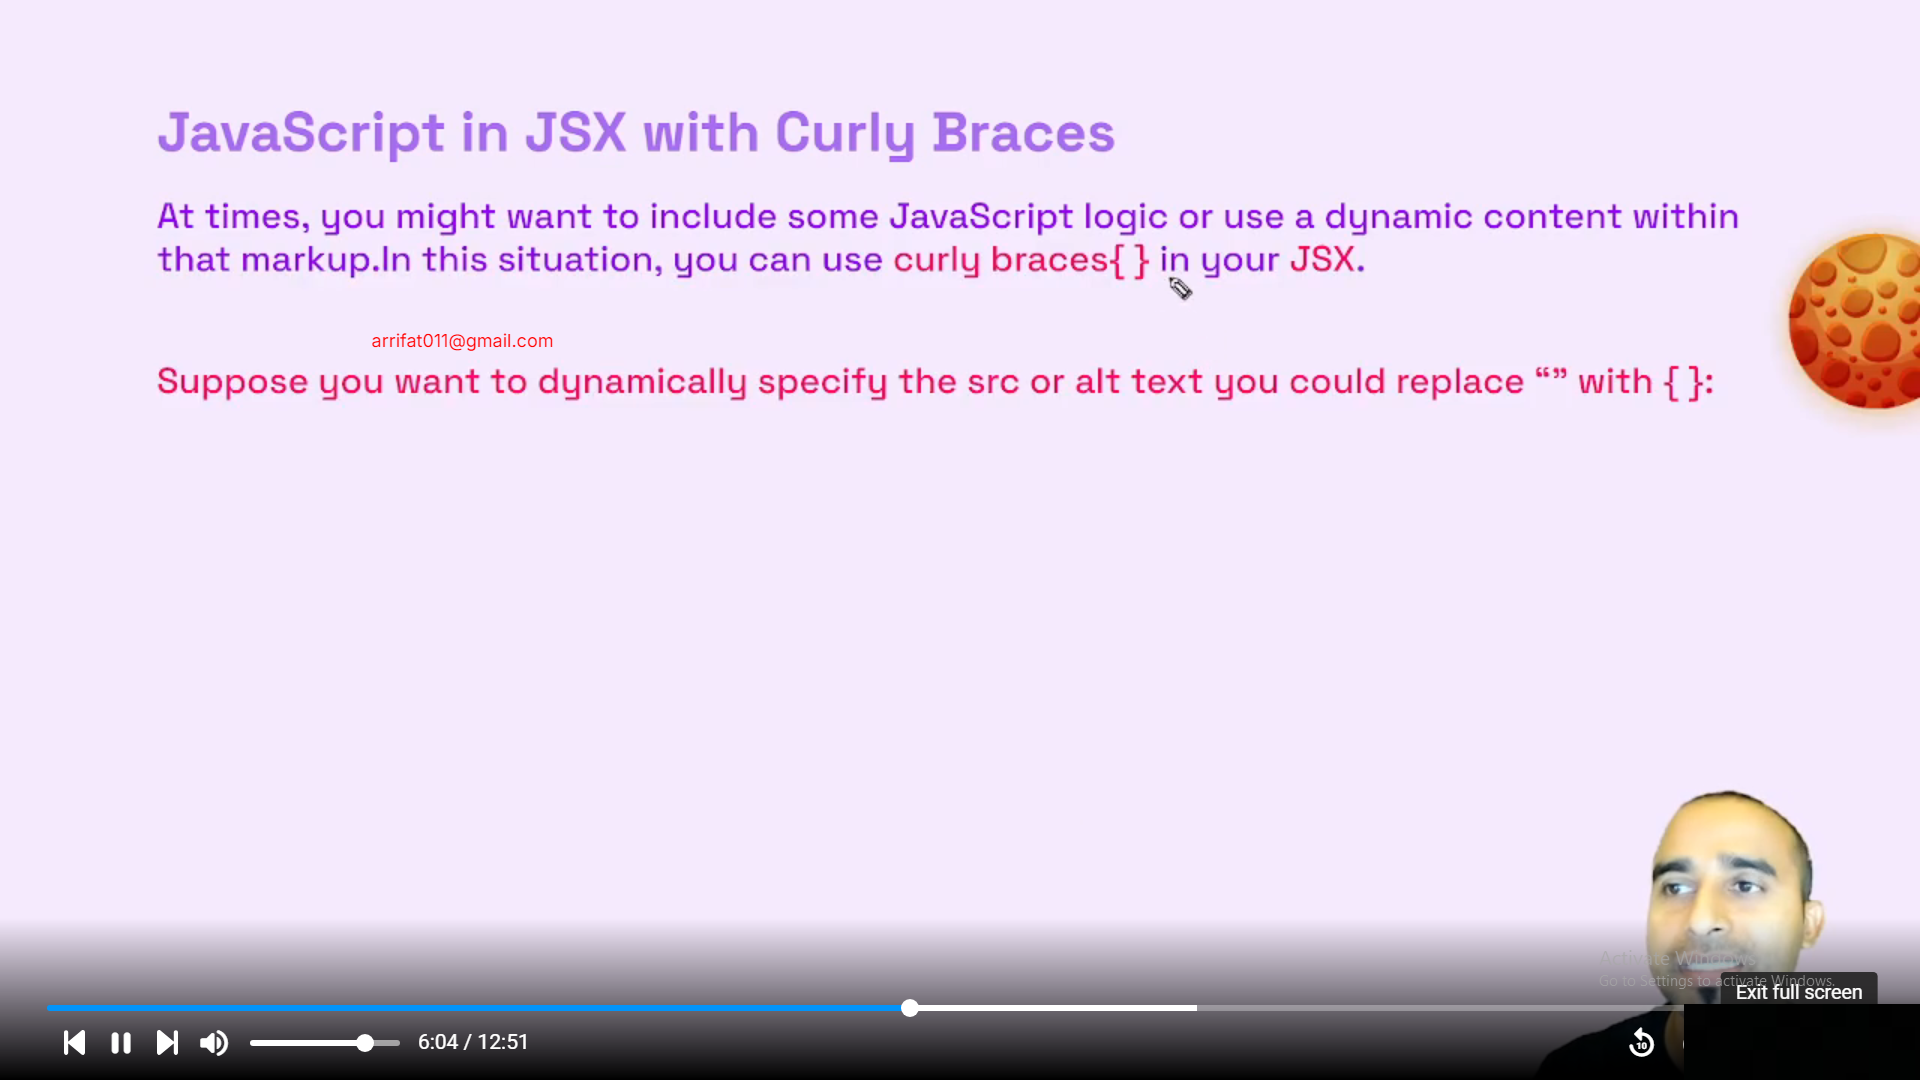 JavaScript in JSX with Curly Braces
At times, you might want to include some JavaScript logic or use a dynamic content within
that markup.In this situation, you can use curly braces{ } in your JSX.
arrifat011@gmail.com
Suppose you want to dynamically specify the src or alt text you could replace “” with { }:
Activate Windows
Go to Settings to activate Windows.
Exit full screen
6:04 / 12:51
10